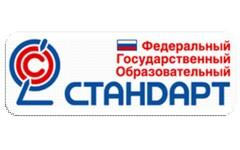 Федеральный
Государственный
Образовательный
СТАНДАРТ